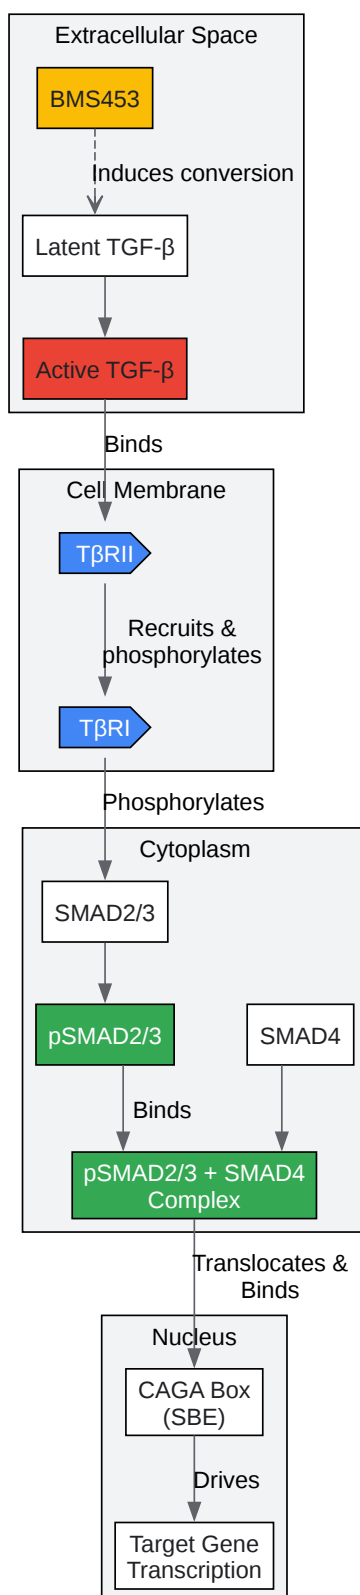 Extracellular Space
BMS453
Induces conversion
Latent TGF-β
Active TGF-β
Binds
Cell Membrane
TβRII
Recruits &
phosphorylates
TβRI
Phosphorylates
Cytoplasm
SMAD2/3
pSMAD2/3
SMAD4
Binds
pSMAD2/3 + SMAD4
Complex
Translocates &
Binds
Nucleus
CAGA Box
(SBE)
Drives
Target Gene
Transcription